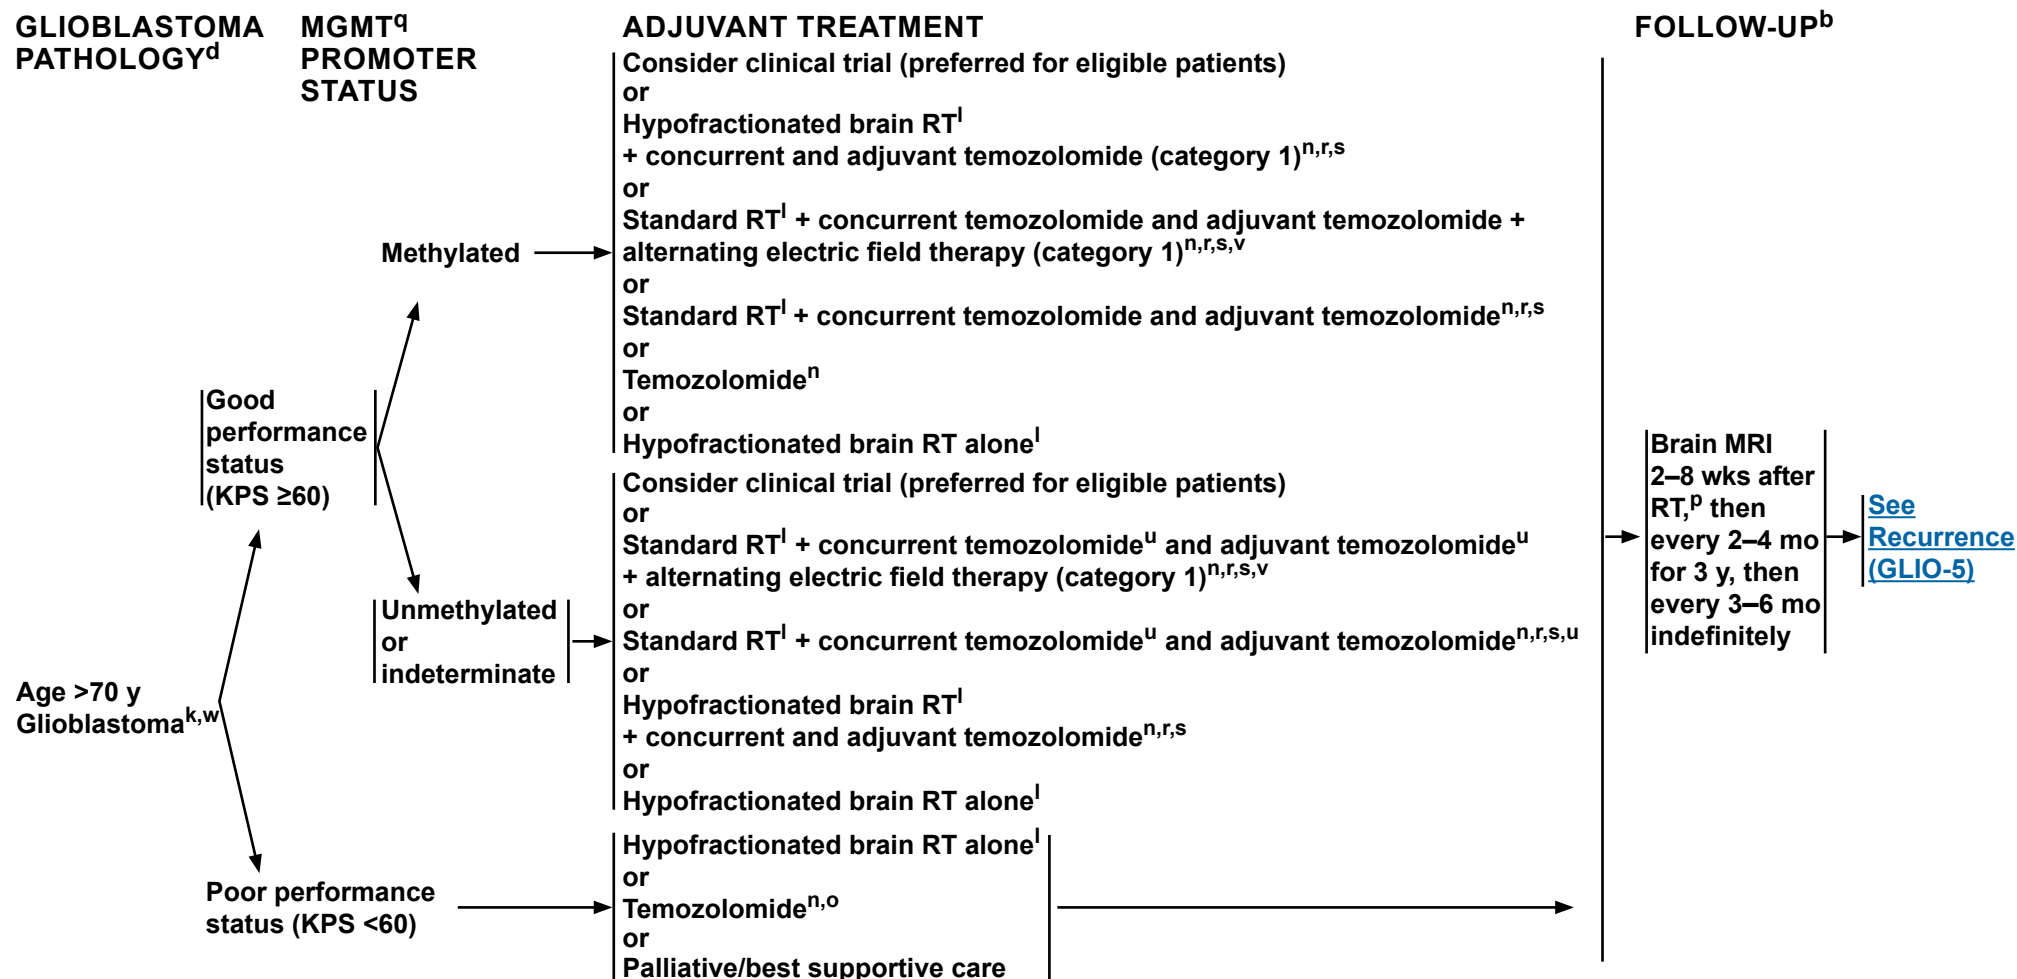 GLIOBLASTOMA
PATHOLOGYd
MGMTq
PROMOTER
STATUS
ADJUVANT TREATMENT
FOLLOW-UPb
Age >70 y
Glioblastomak,w
Good
performance
status
(KPS ≥60)
Methylated
Consider clinical trial (preferred for eligible patients)
or
Hypofractionated brain RTl
+ concurrent and adjuvant temozolomide (category 1)n,r,s
or
Standard RTl + concurrent temozolomide and adjuvant temozolomide +
alternating electric field therapy (category 1)n,r,s,v
or
Standard RTl + concurrent temozolomide and adjuvant temozolomiden,r,s
or
Temozolomiden
or
Hypofractionated brain RT alonel
Unmethylated
or
indeterminate
Consider clinical trial (preferred for eligible patients)
or
Standard RTl + concurrent temozolomideu and adjuvant temozolomideu
+ alternating electric field therapy (category 1)n,r,s,v
or
Standard RTl + concurrent temozolomideu and adjuvant temozolomiden,r,s,u
or
Hypofractionated brain RTl
+ concurrent and adjuvant temozolomiden,r,s
or
Hypofractionated brain RT alonel
Poor performance
status (KPS <60)
Hypofractionated brain RT alonel
or
Temozolomiden,o
or
Palliative/best supportive care
Brain MRI
2–8 wks after
RT,p then
every 2–4 mo
for 3 y, then
every 3–6 mo
indefinitely
See
Recurrence
(GLIO-5)